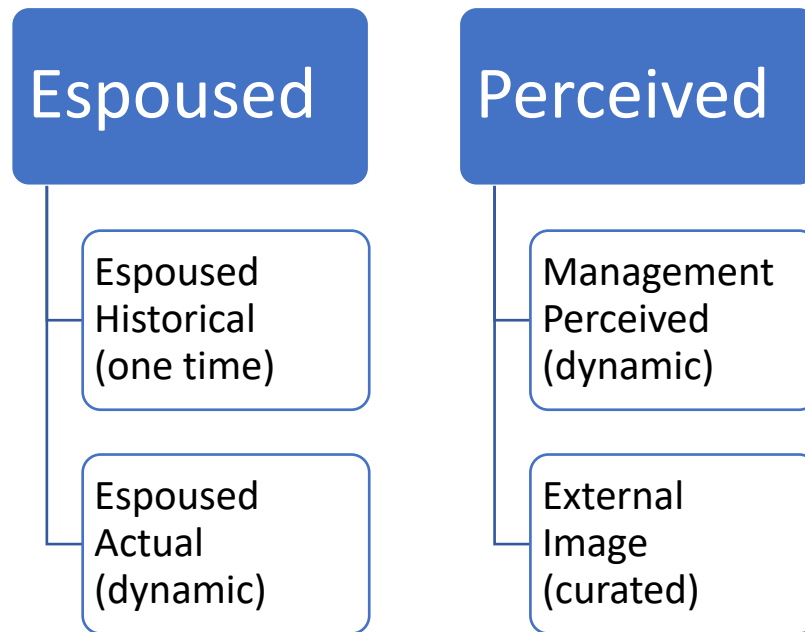 Espoused
Espoused
Historical
(one time)
Espoused
Actual
(dynamic)
Perceived
Management
Perceived
(dynamic)
External
Image
(curated)